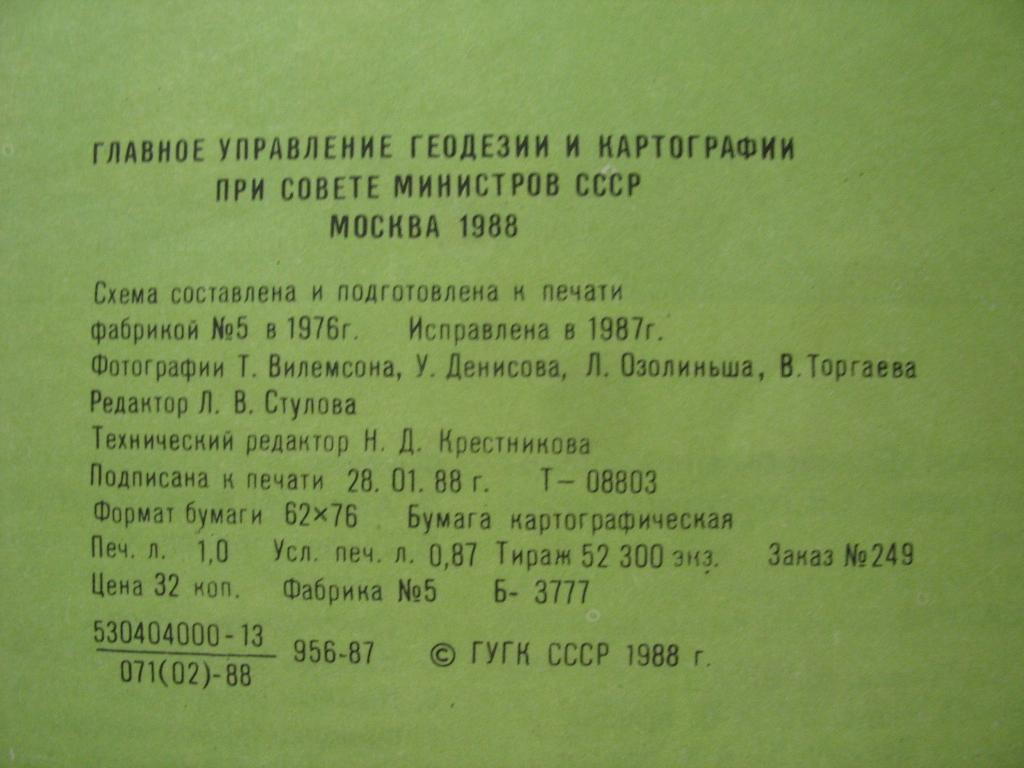 ГЛАВНОЕ УПРАВЛЕНИЕ ГЕОДЕЗИИ И КАРТОГРАФИИ
ПРИ СОВЕТЕ МИНИСТРОВ СССР
МОСКВА 1988
Схема составлена и подготовлена к печати
фабрикой №5 в 1976г. Исправлена в 1987г.
Фотографии Т. Вилемсона, У. Денисова, Л. Озолиньша, В. Торгаева
Редактор Л. В. Стулова
Технический редактор Н. Д. Крестникова
Подписана к печати 28. 01. 88 г. Т – 08803
Формат бумаги 62×76 Бумага картографическая
Печ. л. 1,0 Усл. печ. л. 0,87 Тираж 52 300 экз. Заказ №249
Цена 32 коп. Фабрика №5 Б- 3777
530404000-13
071(02)-88
956-87 © ГУГК СССР 1988 г.